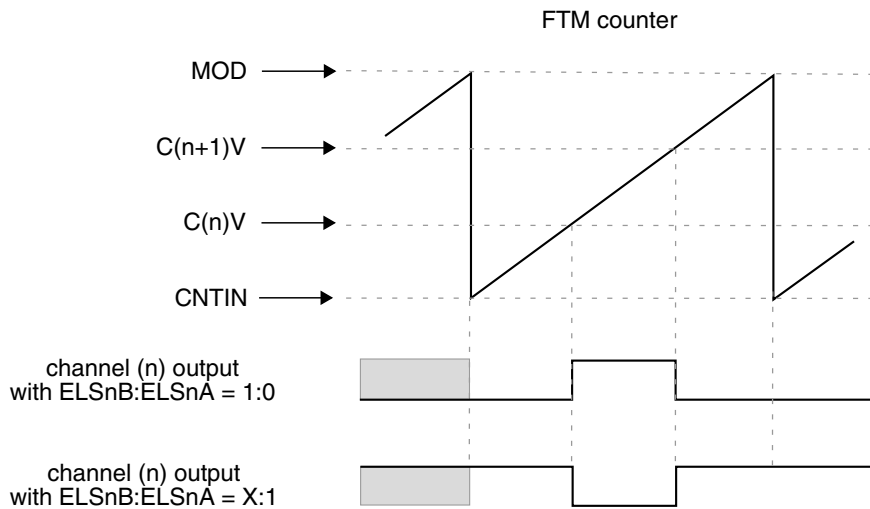 FTM counter
MOD
C(n+1)V
C(n)V
CNTIN
channel (n) output
with ELSnB:ELSnA = 1:0
channel (n) output
with ELSnB:ELSnA = X:1